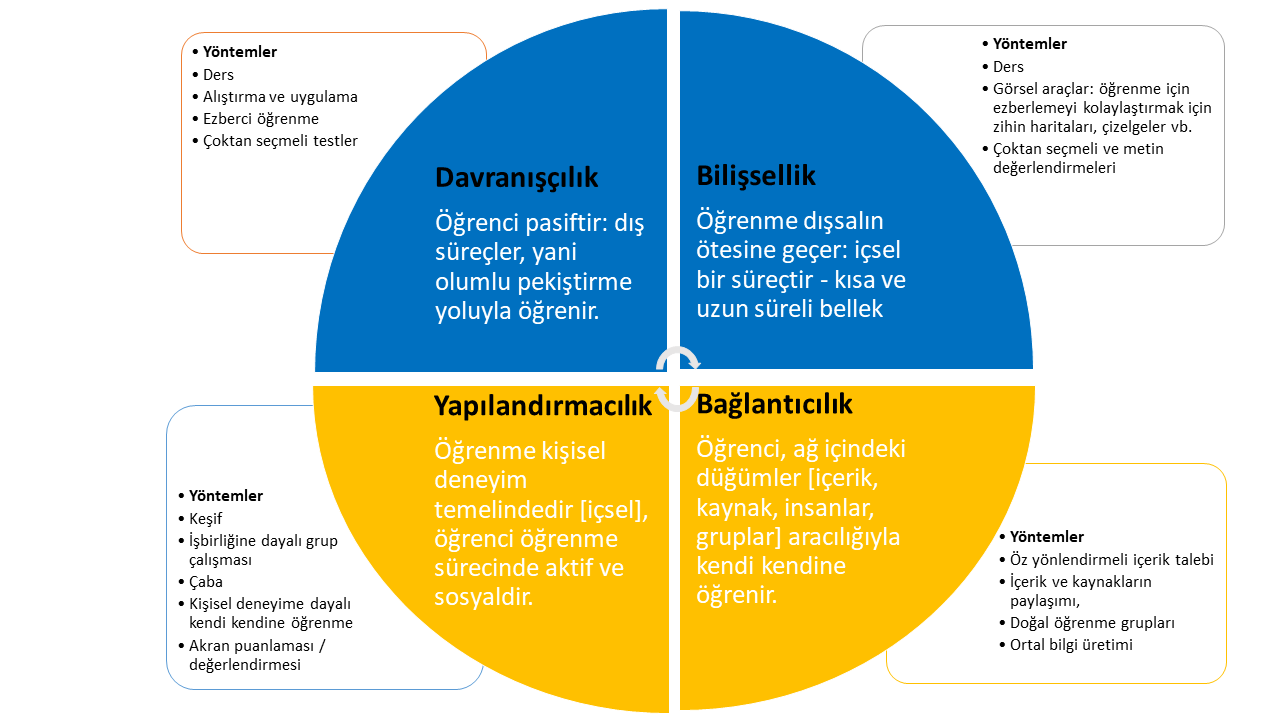 • Yöntemler
• Ders
• Alıştırma ve uygulama
• Ezberci öğrenme
• Çoktan seçmeli testler
Davranışçılık
Öğrenci pasiftir: dış
süreçler, yani
olumlu pekiştirme
yoluyla öğrenir.
• Yöntemler
• Ders
• Görsel araçlar: öğrenme için
ezberlemeyi kolaylaştırmak için
zihin haritaları, çizelgeler vb.
• Çoktan seçmeli ve metin
değerlendirmeleri
Bilişsellik
Öğrenme dışsalın
ötesine geçer: içsel
bir süreçtir - kısa ve
uzun süreli bellek
• Yöntemler
• Keşif
• İşbirliğine dayalı grup
çalışması
• Çaba
• Kişisel deneyime dayalı
kendi kendine öğrenme
• Akran puanlaması /
değerlendirmesi
Yapılandırmacılık
Öğrenme kişisel
deneyim
temelindedir [içsel],
öğrenci öğrenme
sürecinde aktif ve
sosyaldir.
Bağlantıcılık
Öğrenci, ağ içindeki
düğümler [içerik,
kaynak, insanlar,
gruplar] aracılığıyla
kendi kendine
öğrenir.
• Yöntemler
• Öz yönlendirmeli içerik talebi
• İçerik ve kaynakların
paylaşımı,
• Doğal öğrenme grupları
• Ortal bilgi üretimi